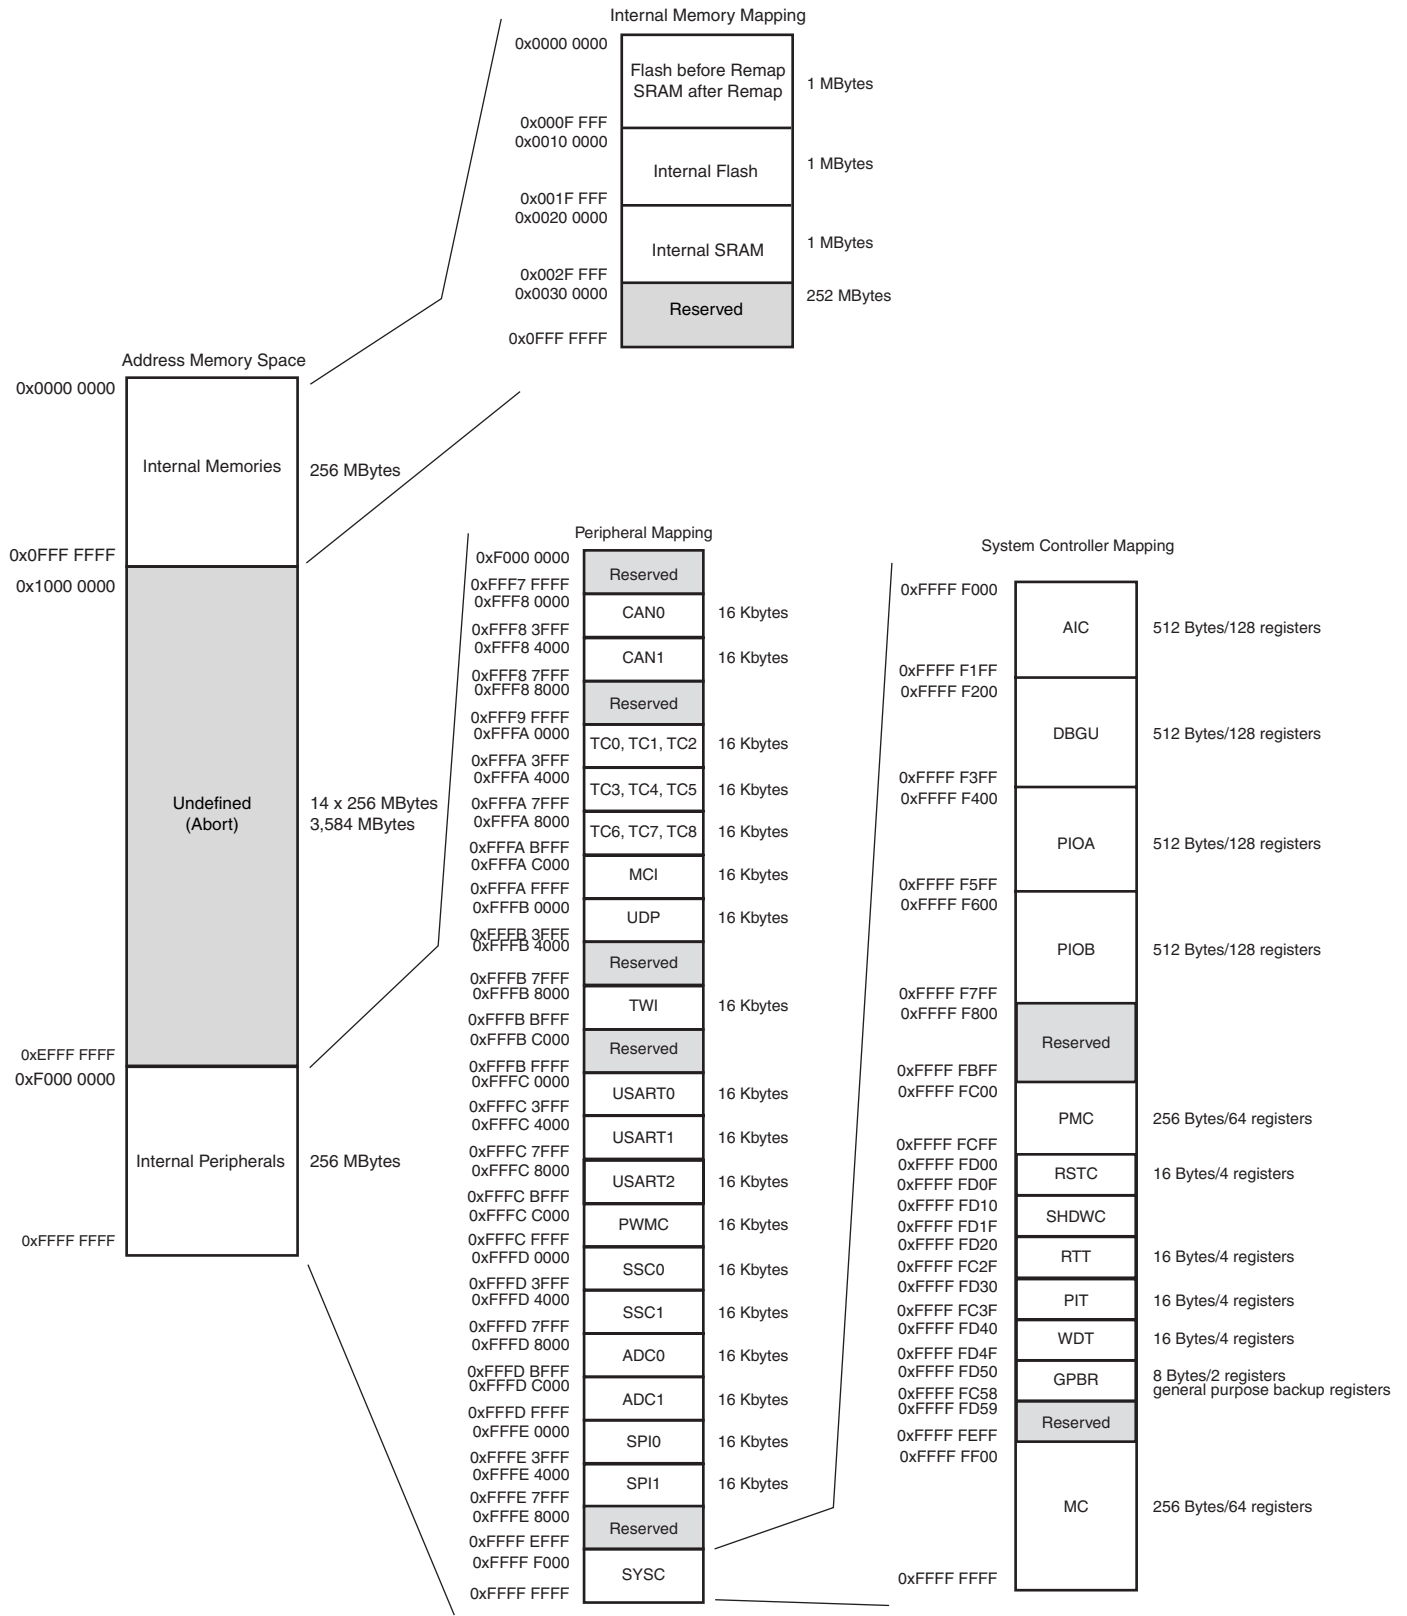 Internal Memory Mapping
0x0000 0000
Flash before Remap
SRAM after Remap
1 MBytes
0x000F FFF
0x0010 0000
Internal Flash
1 MBytes
0x001F FFF
0x0020 0000
Internal SRAM
1 MBytes
0x002F FFF
0x0030 0000
Reserved
252 MBytes
0x0FFF FFFF
Address Memory Space
0x0000 0000
Internal Memories
256 MBytes
0x0FFF FFFF
0x1000 0000
Undefined
(Abort)
14 x 256 MBytes
3,584 MBytes
0xEFFF FFFF
0xF000 0000
Internal Peripherals
256 MBytes
0xFFFF FFFF
Peripheral Mapping
0xF000 0000
Reserved
0xFFF7 FFFF
0xFFF8 0000
CAN0
16 Kbytes
0xFFF8 3FFF
0xFFF8 4000
CAN1
16 Kbytes
0xFFF8 7FFF
0xFFF8 8000
Reserved
0xFFF9 FFFF
0xFFFA 0000
TC0, TC1, TC2
16 Kbytes
0xFFFA 3FFF
0xFFFA 4000
TC3, TC4, TC5
16 Kbytes
0xFFFA 7FFF
0xFFFA 8000
TC6, TC7, TC8
16 Kbytes
0xFFFA BFFF
0xFFFA C000
MCI
16 Kbytes
0xFFFA FFFF
0xFFFB 0000
UDP
16 Kbytes
0xFFFB 3FFF
0xFFFB 4000
Reserved
0xFFFB 7FFF
0xFFFB 8000
TWI
16 Kbytes
0xFFFB BFFF
0xFFFB C000
Reserved
0xFFFB FFFF
0xFFFC 0000
USART0
16 Kbytes
0xFFFC 3FFF
0xFFFC 4000
USART1
16 Kbytes
0xFFFC 7FFF
0xFFFC 8000
USART2
16 Kbytes
0xFFFC BFFF
0xFFFC C000
PWMC
16 Kbytes
0xFFFC FFFF
0xFFFD 0000
SSC0
16 Kbytes
0xFFFD 3FFF
0xFFFD 4000
SSC1
16 Kbytes
0xFFFD 7FFF
0xFFFD 8000
ADC0
16 Kbytes
0xFFFD BFFF
0xFFFD C000
ADC1
16 Kbytes
0xFFFD FFFF
0xFFFE 0000
SPI0
16 Kbytes
0xFFFE 3FFF
0xFFFE 4000
SPI1
16 Kbytes
0xFFFE 7FFF
0xFFFE 8000
Reserved
0xFFFF EFFF
0xFFFF F000
SYSC
0xFFFF FFFF
System Controller Mapping
0xFFFF F000
AIC
512 Bytes/128 registers
0xFFFF F1FF
0xFFFF F200
DBGU
512 Bytes/128 registers
0xFFFF F3FF
0xFFFF F400
PIOA
512 Bytes/128 registers
0xFFFF F5FF
0xFFFF F600
PIOB
512 Bytes/128 registers
0xFFFF F7FF
0xFFFF F800
Reserved
0xFFFF FBFF
0xFFFF FC00
PMC
256 Bytes/64 registers
0xFFFF FCFF
0xFFFF FD00
RSTC
16 Bytes/4 registers
0xFFFF FD0F
0xFFFF FD10
SHDWC
0xFFFF FD1F
0xFFFF FD20
RTT
16 Bytes/4 registers
0xFFFF FC2F
0xFFFF FD30
PIT
16 Bytes/4 registers
0xFFFF FC3F
0xFFFF FD40
WDT
16 Bytes/4 registers
0xFFFF FD4F
0xFFFF FD50
GPBR
8 Bytes/2 registers
general purpose backup registers
0xFFFF FC58
0xFFFF FD59
Reserved
0xFFFF FEFF
0xFFFF FF00
MC
256 Bytes/64 registers
0xFFFF FFFF